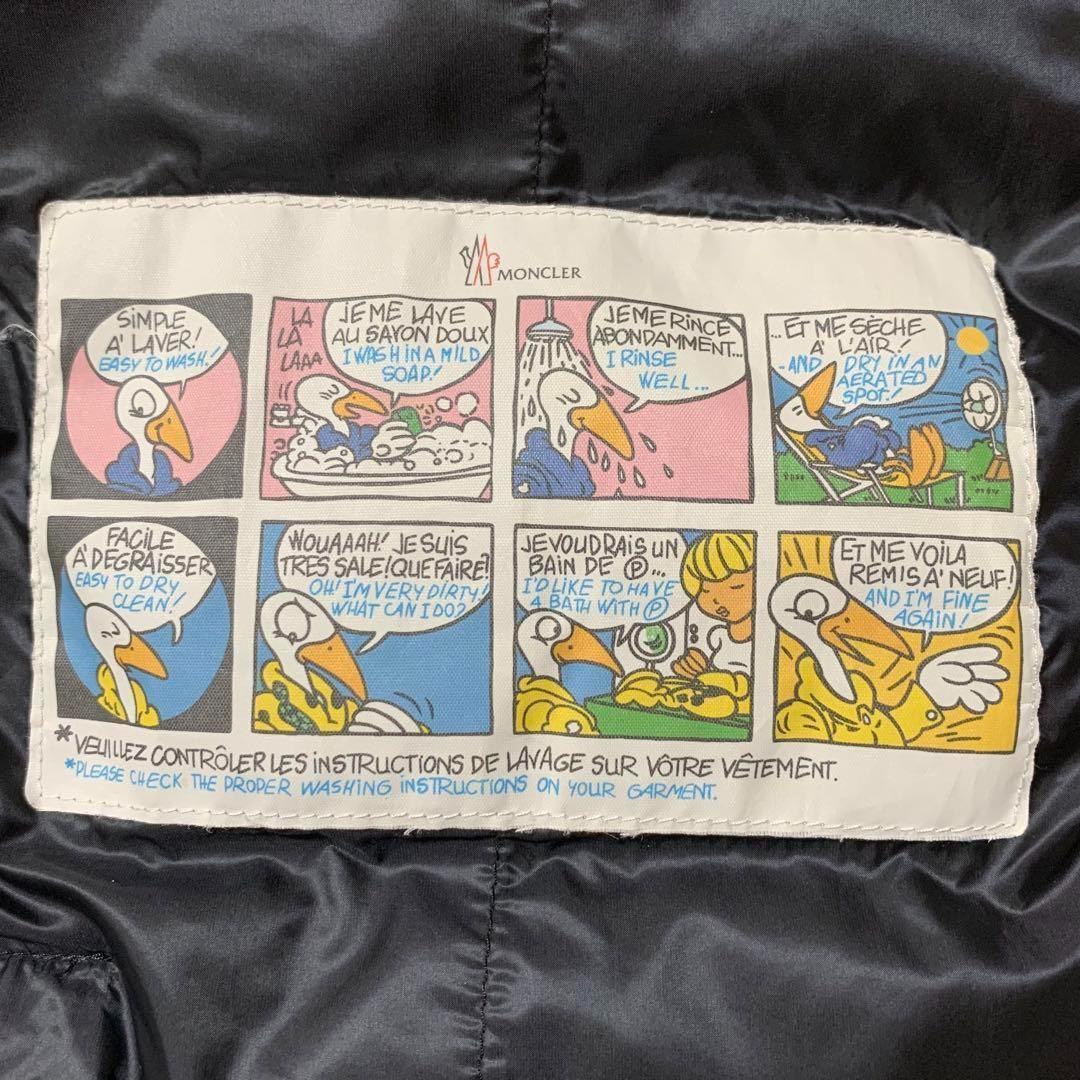 MONCLER
SiMPLE
A' LAVER!
EASY TO WASH!
LA
LA
LAAA
JE ME LAVE
AU SAVON DOUX
I WASH IN A MILD
SOAP!
JE ME RINCE
ABONDAMMENT...
I RiNSE
WELL...
...ET ME SÈCHE
A' L'AIR!
..AND DRY IN AN
AERATED
SPOT!
FACILE
A' DEGRAISSER
EASY TO DRY
CLEAN!
WOUAAAH! JE SUIS
TRES SALE! QUE FAIRE?
OH! I'M VERY DIRTY!
WHAT CAN I DO?
JE VOUDRAIS UN
BAIN DE Ⓟ...
I'D LIKE TO HAVE
A BATH WITH Ⓟ
ET ME VOILA
REMIS A' NEUF!
AND I'M FINE
AGAIN!
*VEUILLEZ CONTRÔLER LES iNSTRUCTIONS DE LAVAGE SUR VÔTRE VÊTEMENT.
*PLEASE CHECK THE PROPER WASHING iNSTRUCTIONS ON YOUR GARMENT.